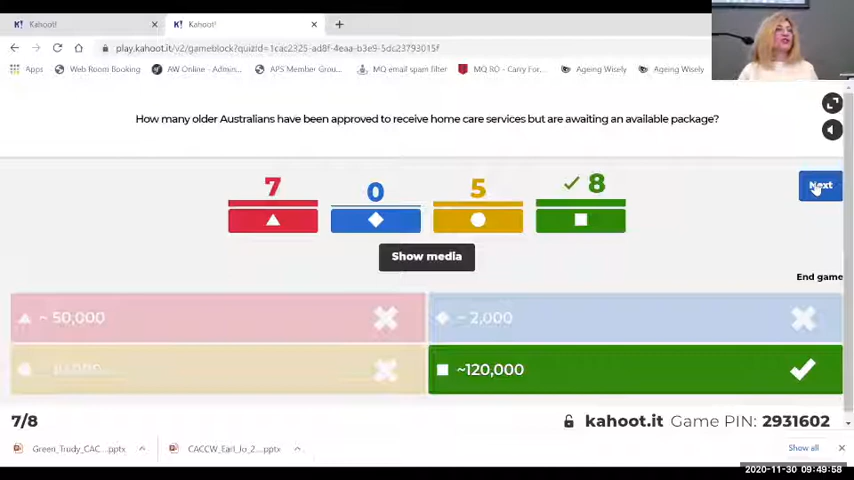 Kahoot!
Kahoot!
play.kahoot.it/v2/gameblock?quizId=1cac2325-ad8f-4eaa-b3e9-5dc23793015f
Apps
Web Room Booking
AW Online - Admin...
APS Member Grou...
MQ email spam filter
MQ RO - Carry For...
Ageing Wisely
Ageing Wisely
How many older Australians have been approved to receive home care services but are awaiting an available package?
7
0
5
8
Next
Show media
End game
~ 50,000
~ 2,000
~120,000
7/8
kahoot.it Game PIN: 2931602
Green_Trudy_CAC....pptx
CACCW_Earl_Jo_2....pptx
Show all
2020-11-30 09:49:58